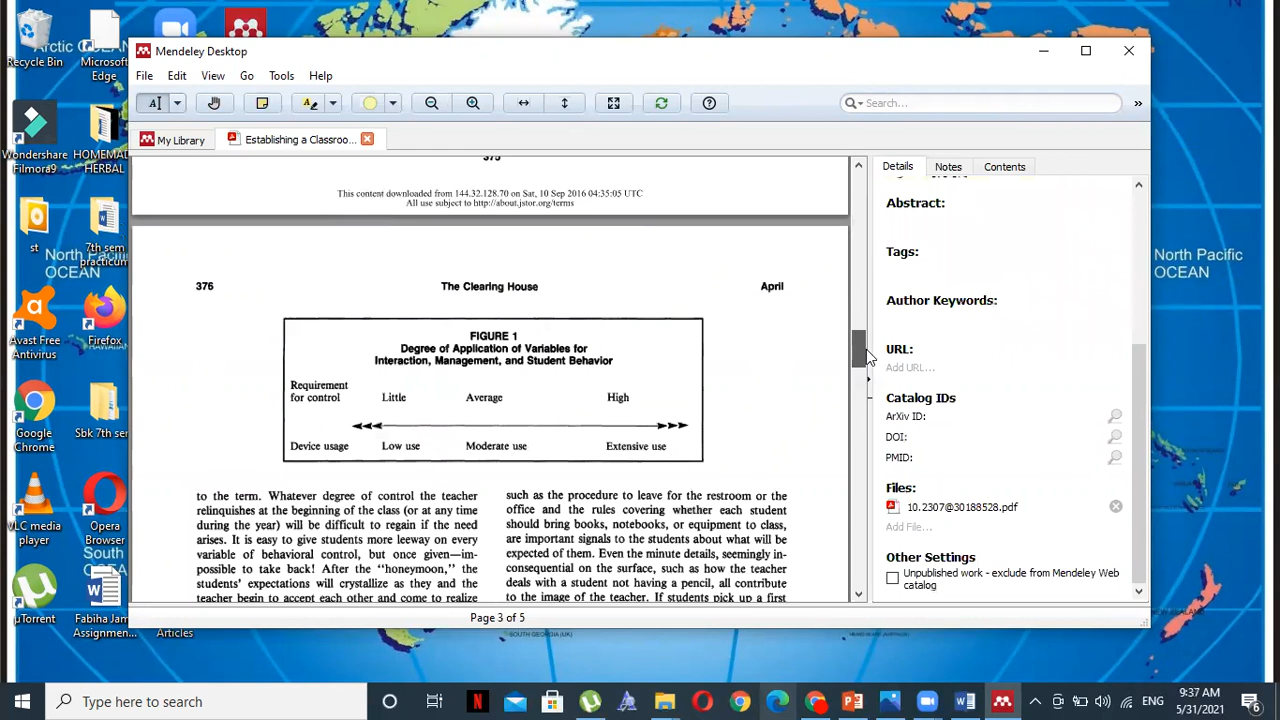 Arctic OCEAN
Recycle Bin
Microsoft Edge
Mendeley Desktop
File Edit View Go Tools Help
Search...
»
My Library
Establishing a Classroo...
Wondershare Filmora9
HOMEMAD HERBAL
375
This content downloaded from 144.32.128.70 on Sat, 10 Sep 2016 04:35:05 UTC
All use subject to http://about.jstor.org/terms
376 The Clearing House April
FIGURE 1
Degree of Application of Variables for
Interaction, Management, and Student Behavior
Requirement
for control Little Average High
Device usage Low use Moderate use Extensive use
to the term. Whatever degree of control the teacher
relinquishes at the beginning of the class (or at any time
during the year) will be difficult to regain if the need
arises. It is easy to give students more leeway on every
variable of behavioral control, but once given—im-
possible to take back! After the “honeymoon,” the
students’ expectations will crystallize as they and the
teacher begin to accept each other and come to realize
such as the procedure to leave for the restroom or the
office and the rules covering whether each student
should bring books, notebooks, or equipment to class,
are important signals to the students about what will be
expected of them. Even the minute details, seemingly in-
consequential on the surface, such as how the teacher
deals with a student not having a pencil, all contribute
to the image of the teacher. If students pick up a first
Details Notes Contents
Abstract:
Tags:
Author Keywords:
URL:
Add URL...
Catalog IDs
ArXiv ID:
DOI:
PMID:
Files:
10.2307@30188528.pdf
Add File...
Other Settings
Unpublished work - exclude from Mendeley Web
catalog
Page 3 of 5
st
7th sem practicum
North Pacific
OCEAN
North Pacific
OCEAN
Avast Free Antivirus
Firefox
Google Chrome
Sbk 7th sem
VLC media player
Opera Browser
South
µTorrent
Fabiha Jam Assignmen...
Articles
SOUTH GEORGIA (UK)
Type here to search
ENG
9:37 AM
5/31/2021
6